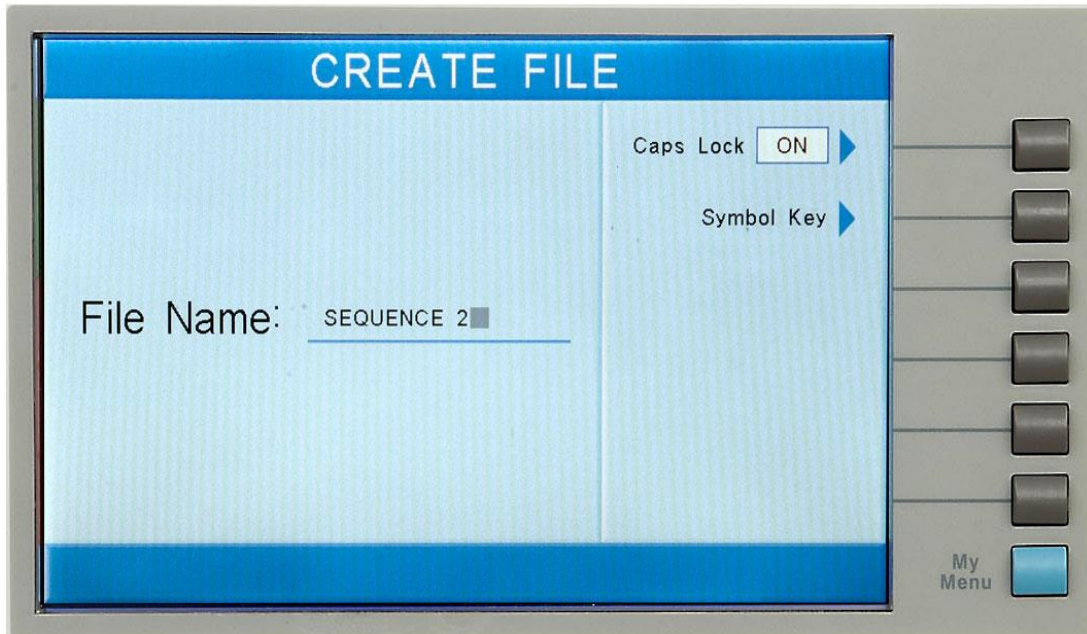 CREATE FILE
Caps Lock ON
Symbol Key
File Name: SEQUENCE 2
My
Menu